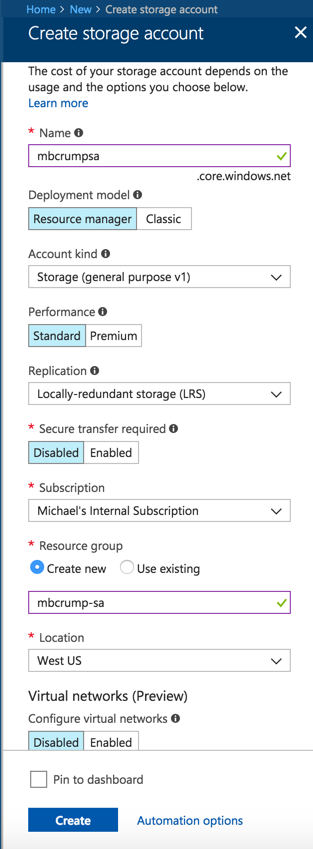 Home > New > Create storage account
Create storage account
The cost of your storage account depends on the
usage and the options you choose below.
Learn more
* Name
mbcrumpsa
.core.windows.net
Deployment model
Resource manager Classic
Account kind
Storage (general purpose v1)
Performance
Standard Premium
Replication
Locally-redundant storage (LRS)
* Secure transfer required
Disabled Enabled
* Subscription
Michael's Internal Subscription
* Resource group
Create new Use existing
mbcrump-sa
* Location
West US
Virtual networks (Preview)
Configure virtual networks
Disabled Enabled
Pin to dashboard
Create Automation options